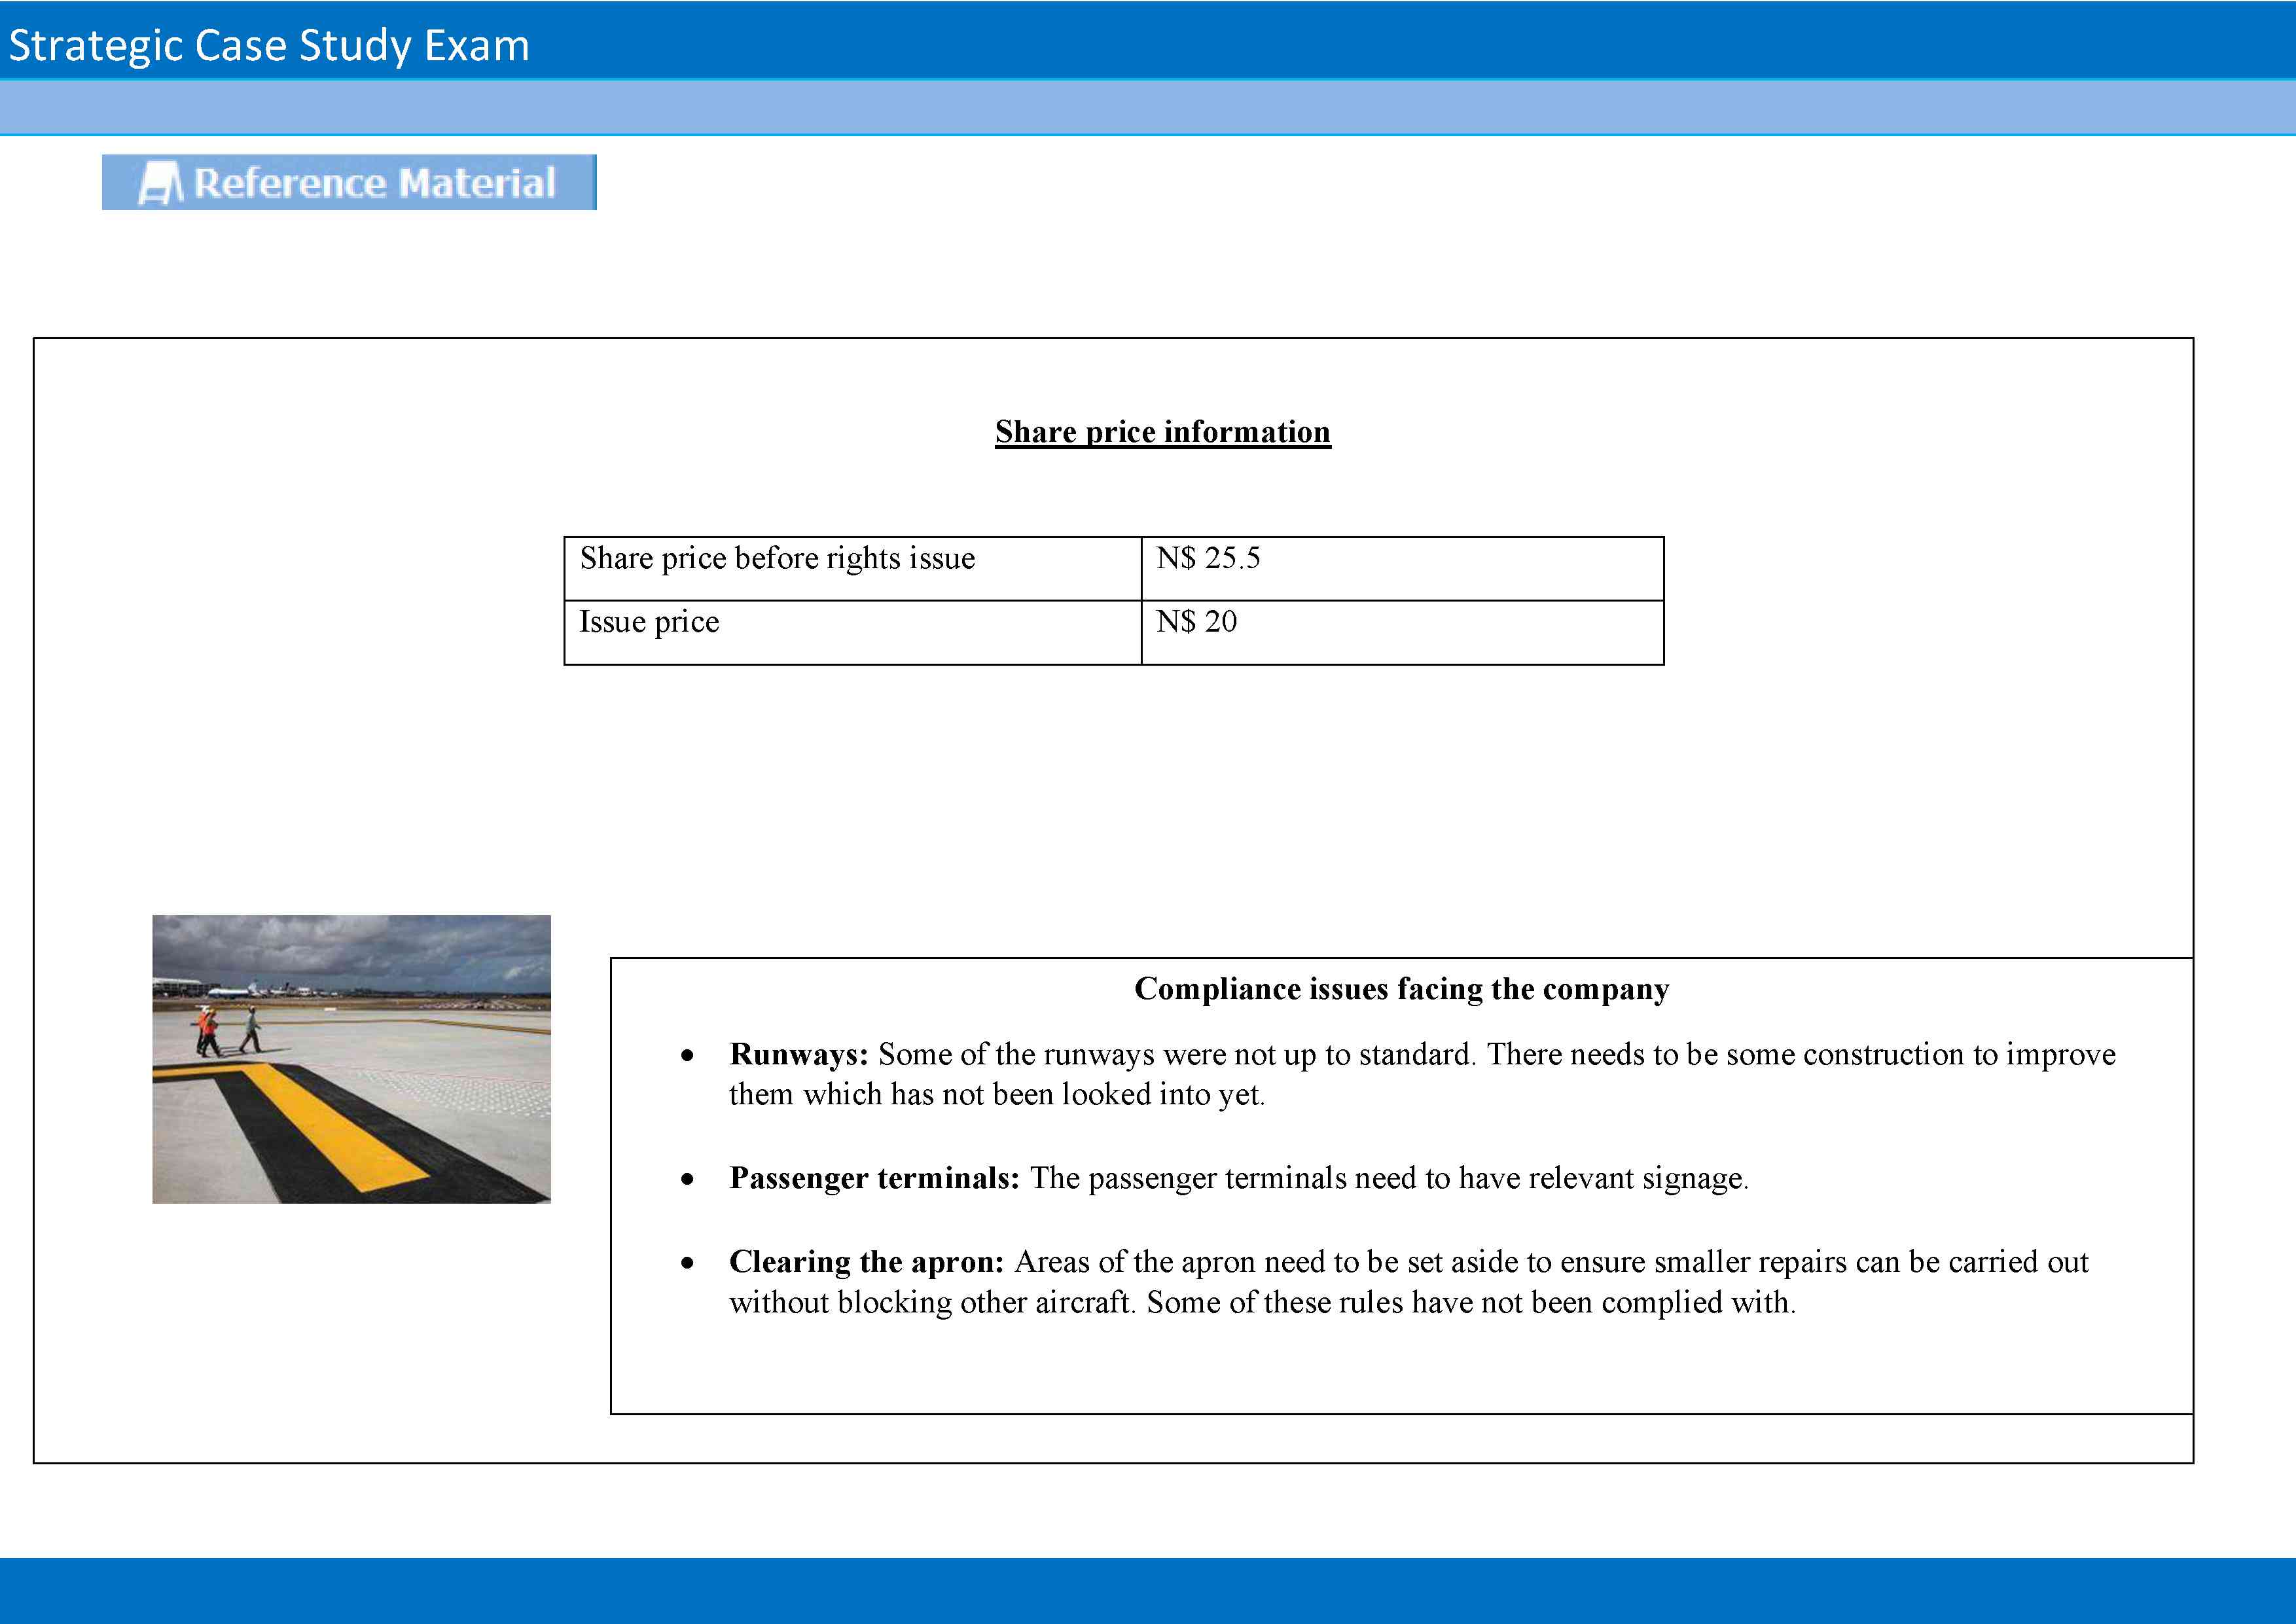 Strategic Case Study Exam
Reference Material
Share price information
Share price before rights issue
N$ 25.5
Issue price
N$ 20
Compliance issues facing the company
• Runways: Some of the runways were not up to standard. There needs to be some construction to improve
them which has not been looked into yet.
• Passenger terminals: The passenger terminals need to have relevant signage.
• Clearing the apron: Areas of the apron need to be set aside to ensure smaller repairs can be carried out
without blocking other aircraft. Some of these rules have not been complied with.